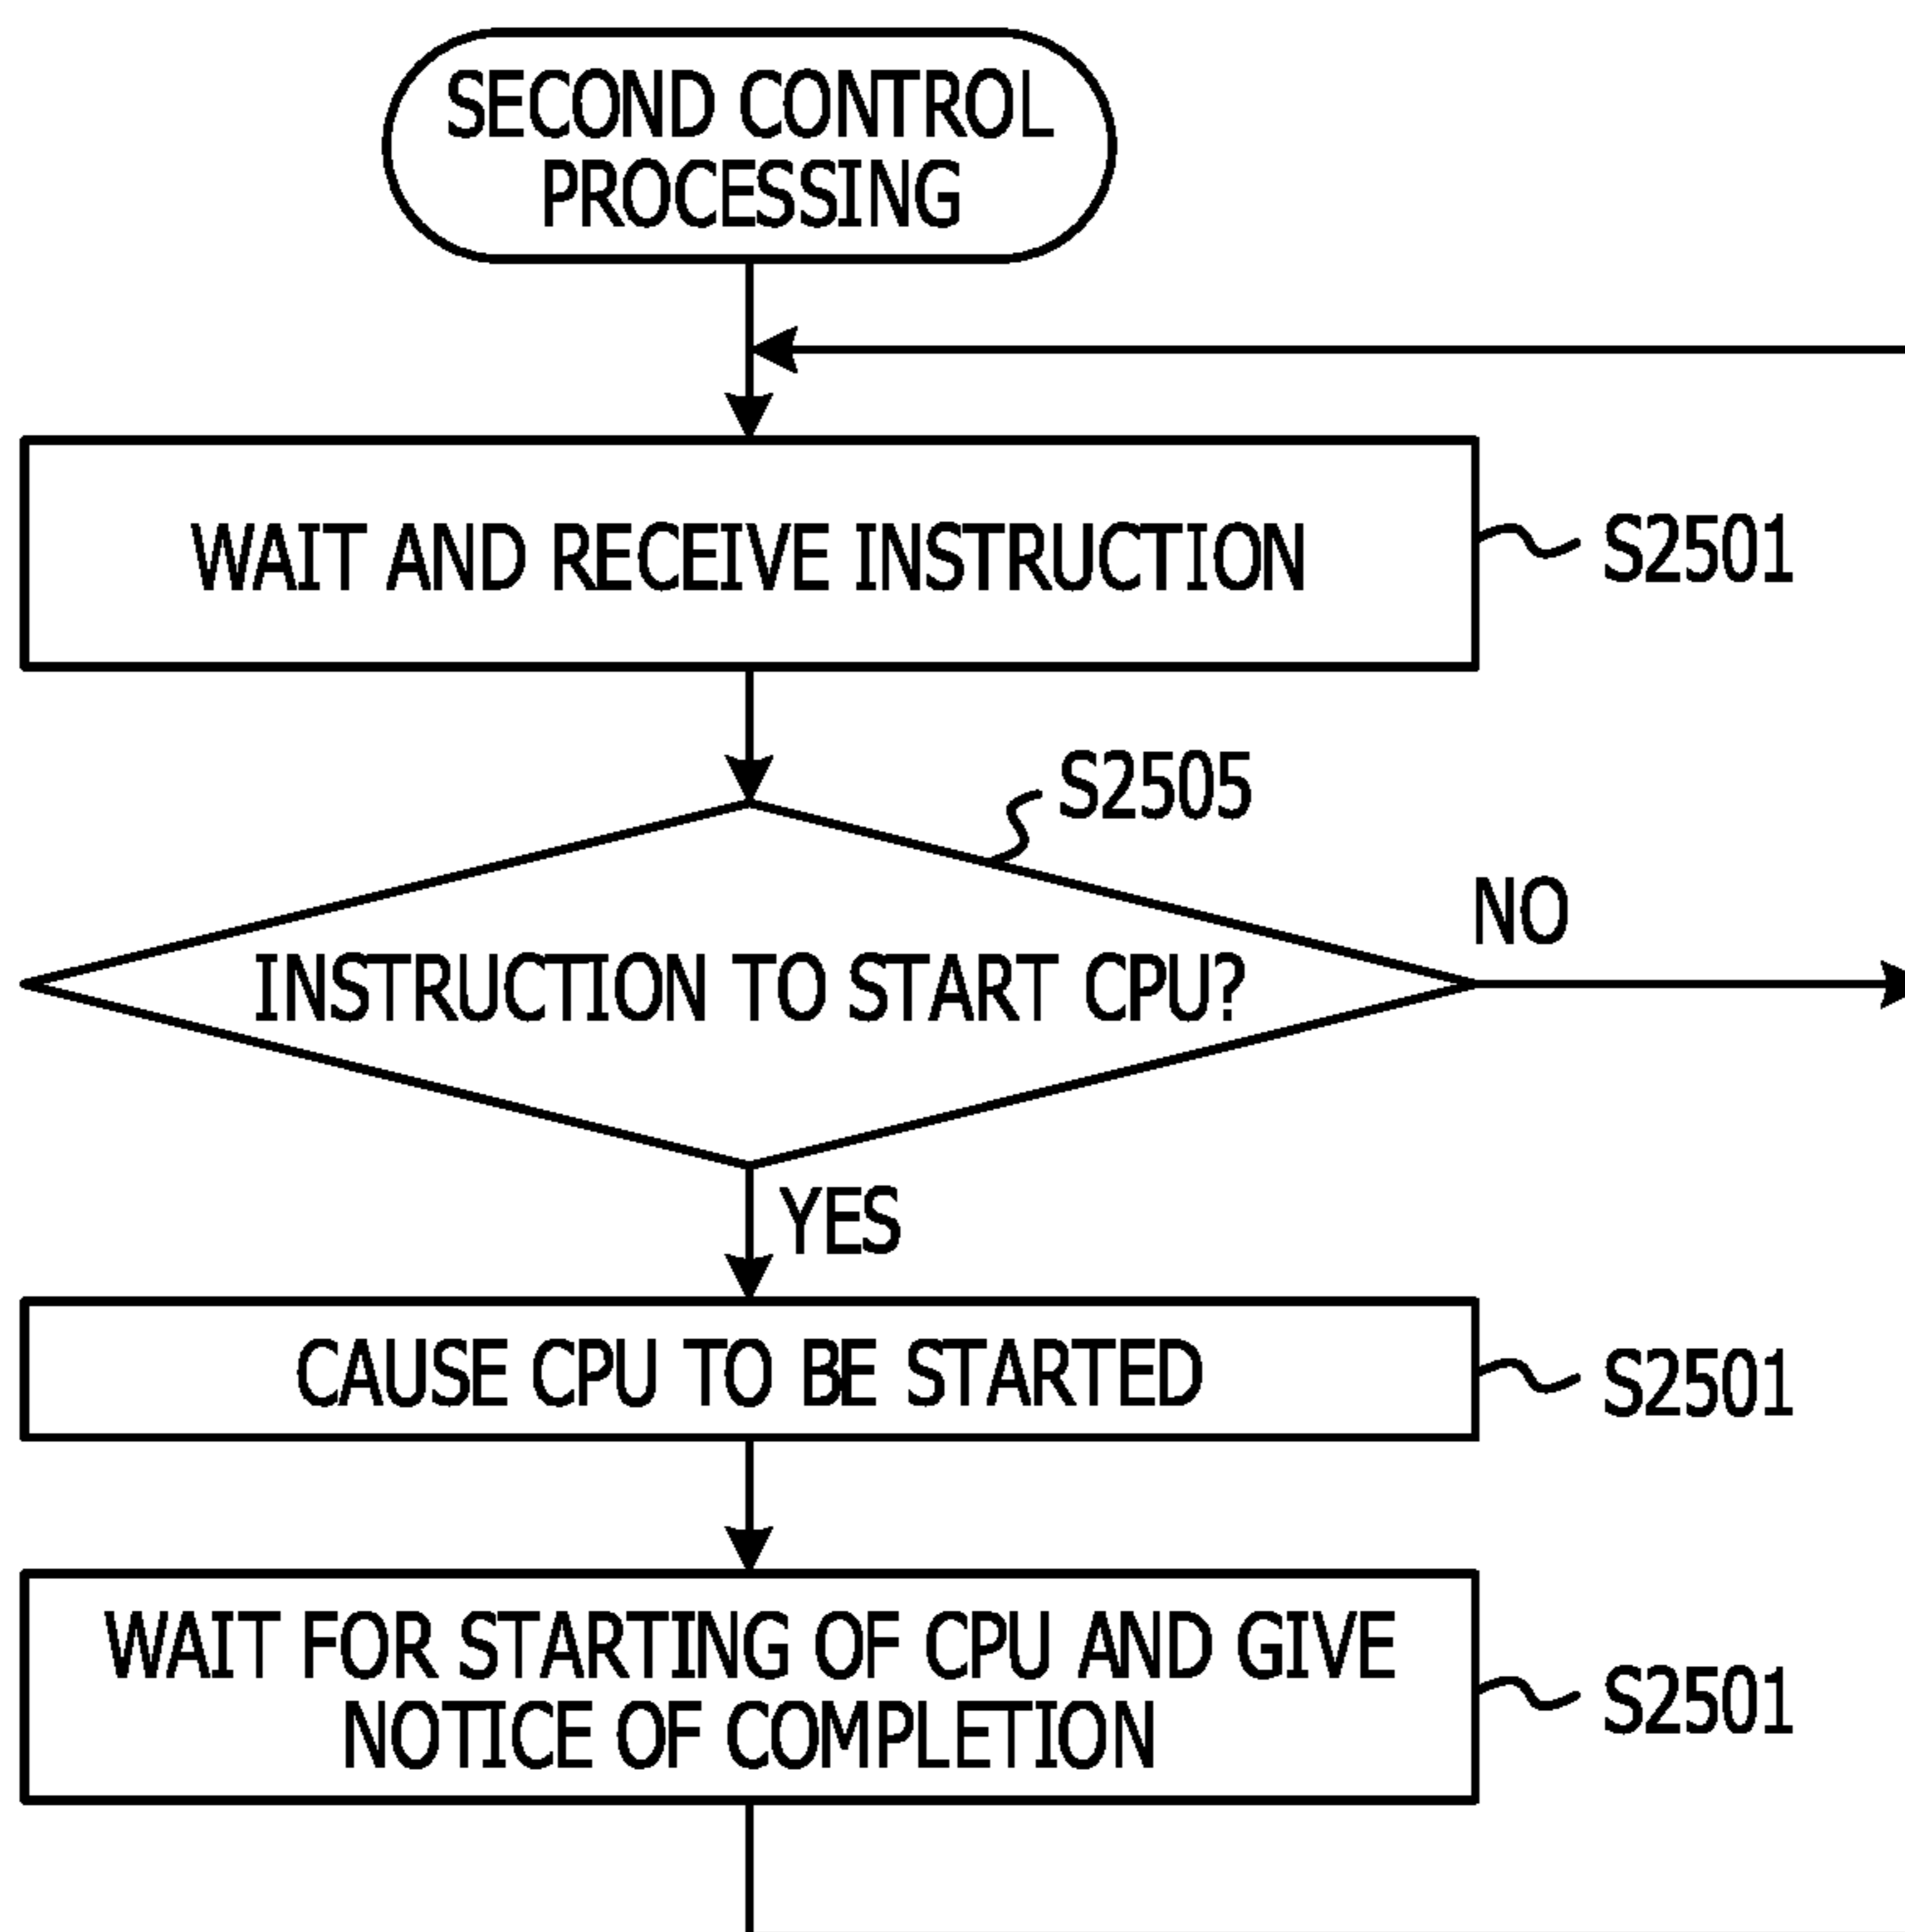 SECOND CONTROL
PROCESSING
WAIT AND RECEIVE INSTRUCTION
S2501
S2505
NO
INSTRUCTION TO START CPU?
YES
CAUSE CPU TO BE STARTED
S2501
WAIT FOR STARTING OF CPU AND GIVE
NOTICE OF COMPLETION
S2501